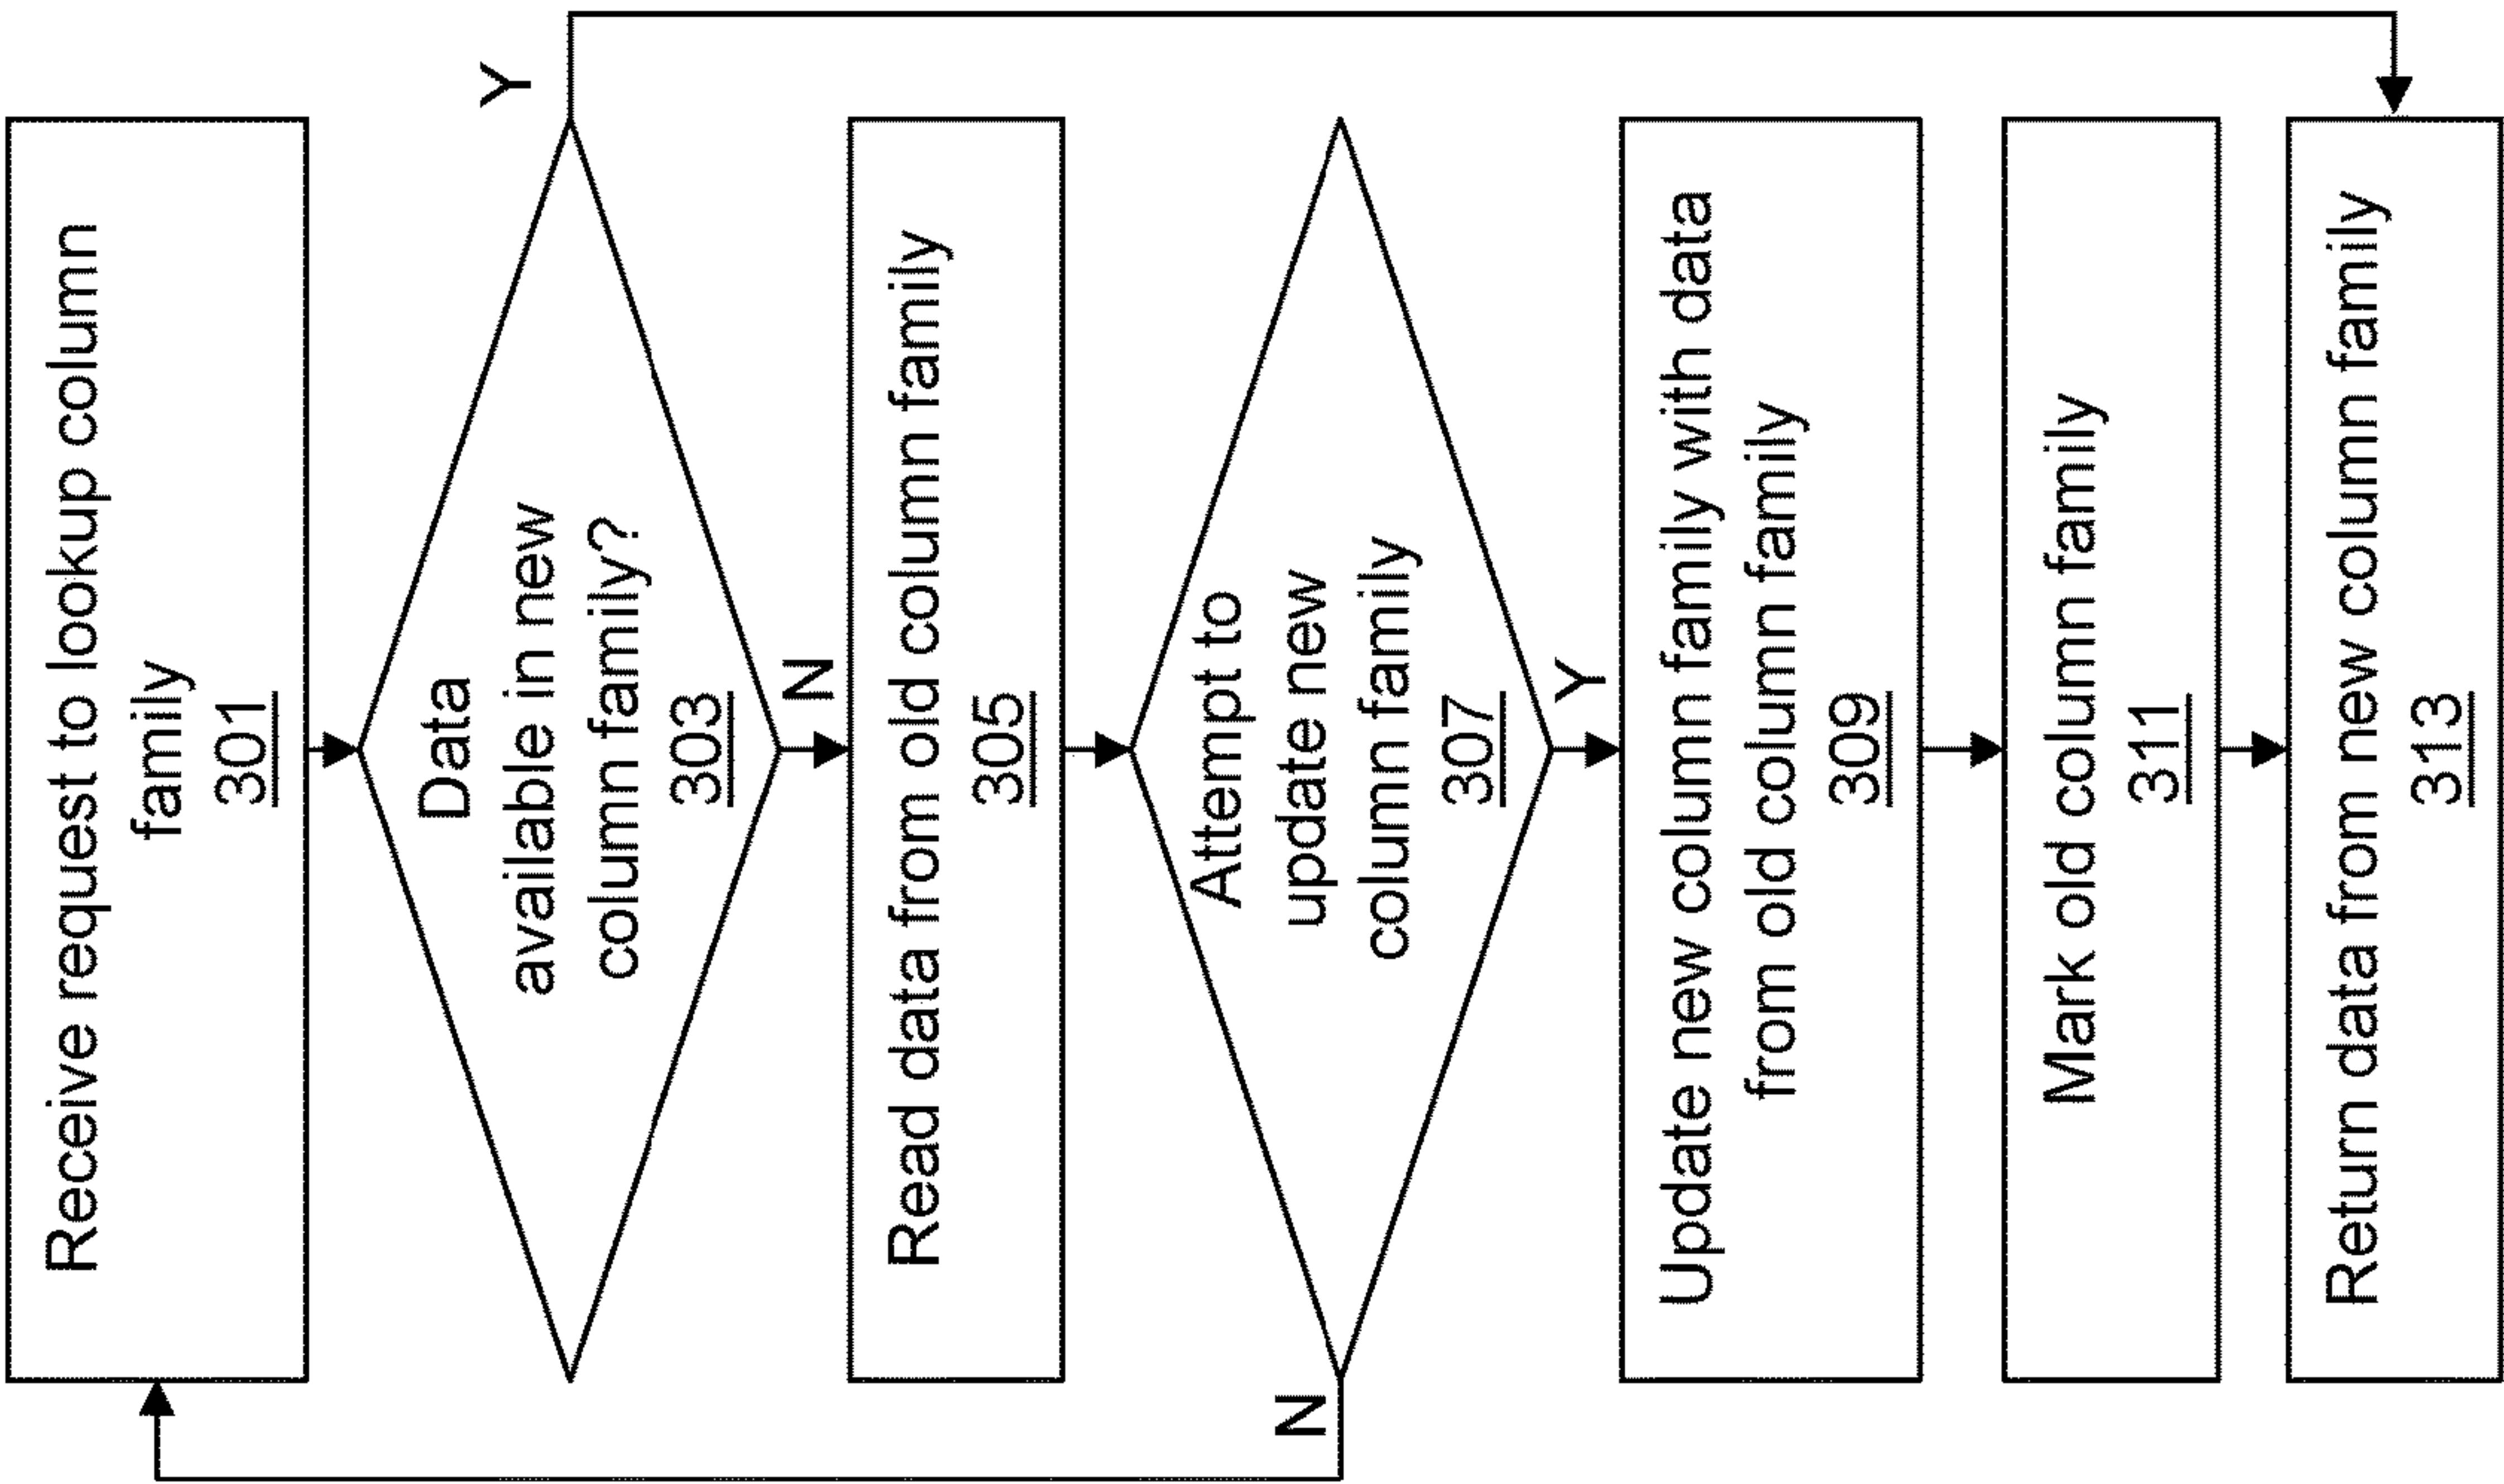 Receive request to lookup column
family
301
Data
available in new
column family?
303
Y
N
Read data from old column family
305
Attempt to
update new
column family
307
N
Y
Update new column family with data
from old column family
309
Mark old column family
311
Return data from new column family
313